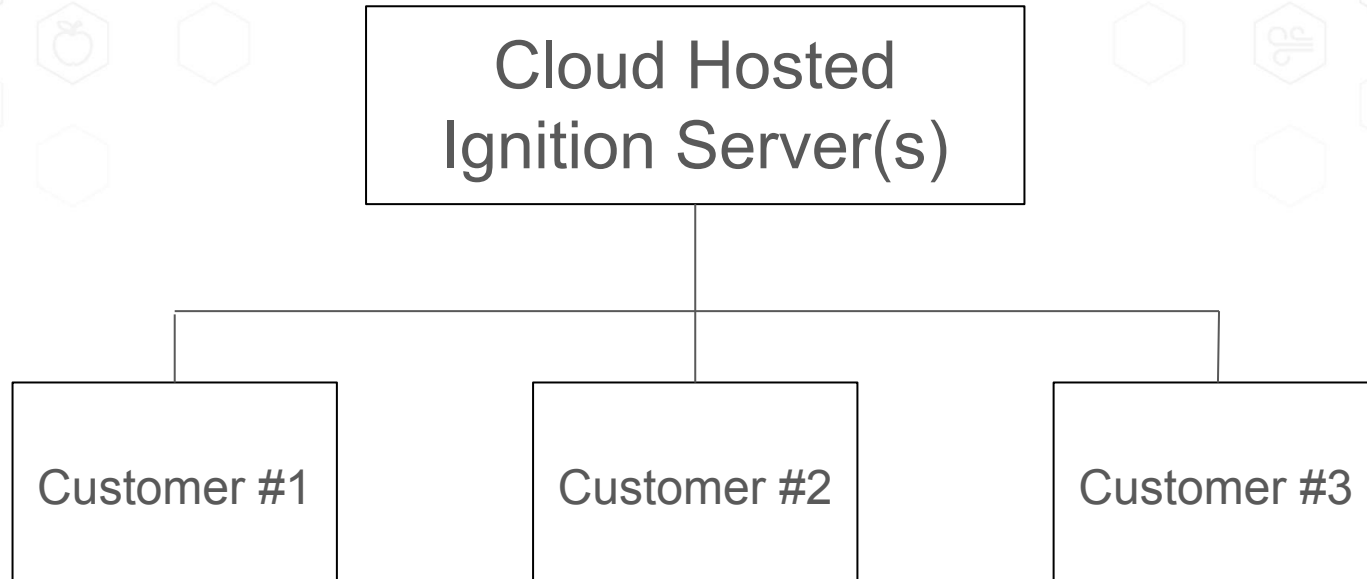 Cloud Hosted
Ignition Server(s)
Customer #1
Customer #2
Customer #3